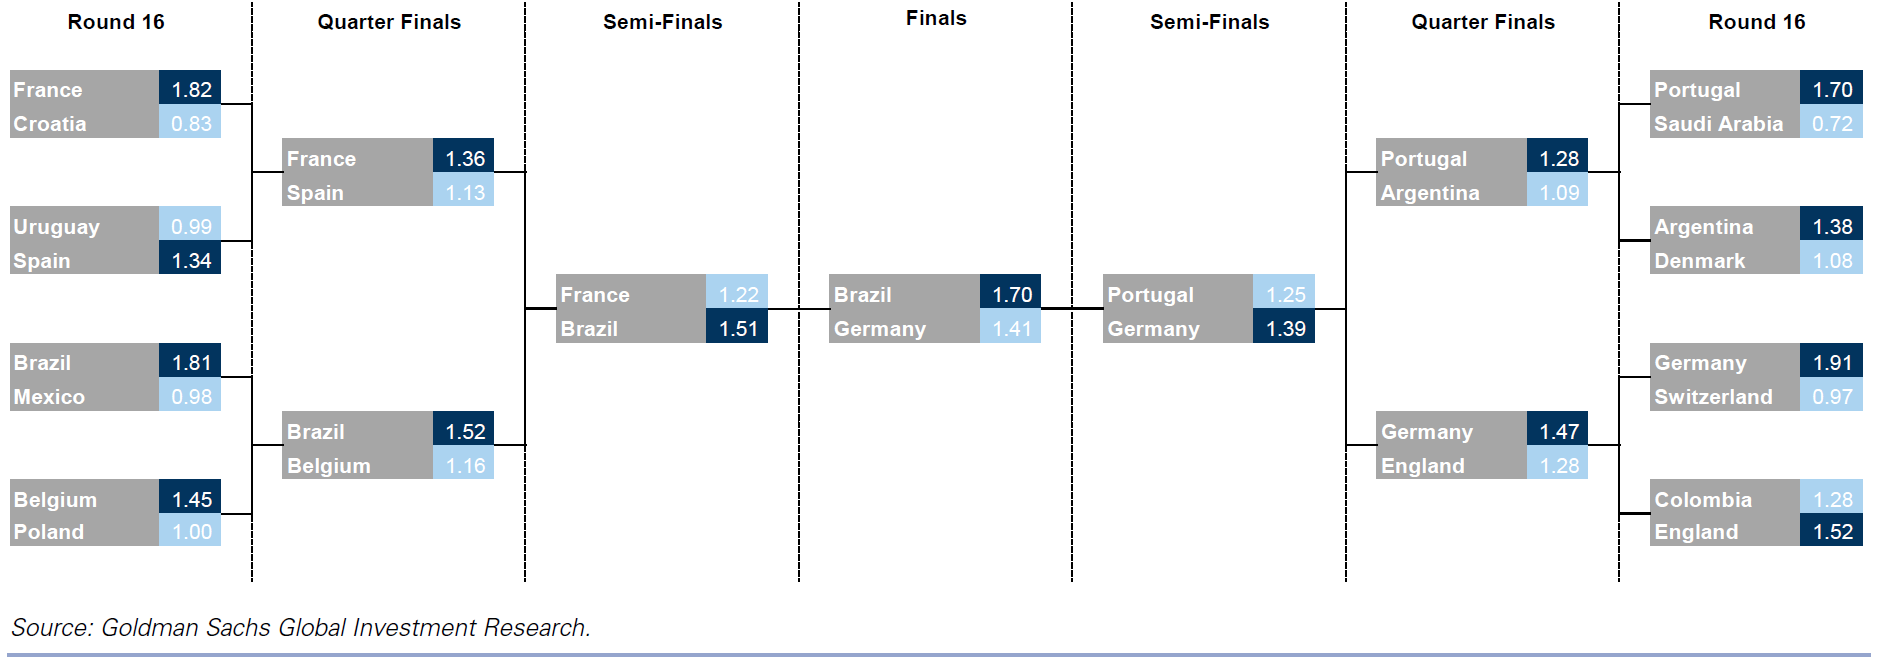 Round 16
Quarter Finals
Semi-Finals
Finals
Semi-Finals
Quarter Finals
Round 16
France 1.82
Croatia 0.83
Uruguay 0.99
Spain 1.34
Brazil 1.81
Mexico 0.98
Belgium 1.45
Poland 1.00
France 1.36
Spain 1.13
Brazil 1.52
Belgium 1.16
France 1.22
Brazil 1.51
Brazil 1.70
Germany 1.41
Portugal 1.25
Germany 1.39
Portugal 1.28
Argentina 1.09
Germany 1.47
England 1.28
Portugal 1.70
Saudi Arabia 0.72
Argentina 1.38
Denmark 1.08
Germany 1.91
Switzerland 0.97
Colombia 1.28
England 1.52
Source: Goldman Sachs Global Investment Research.